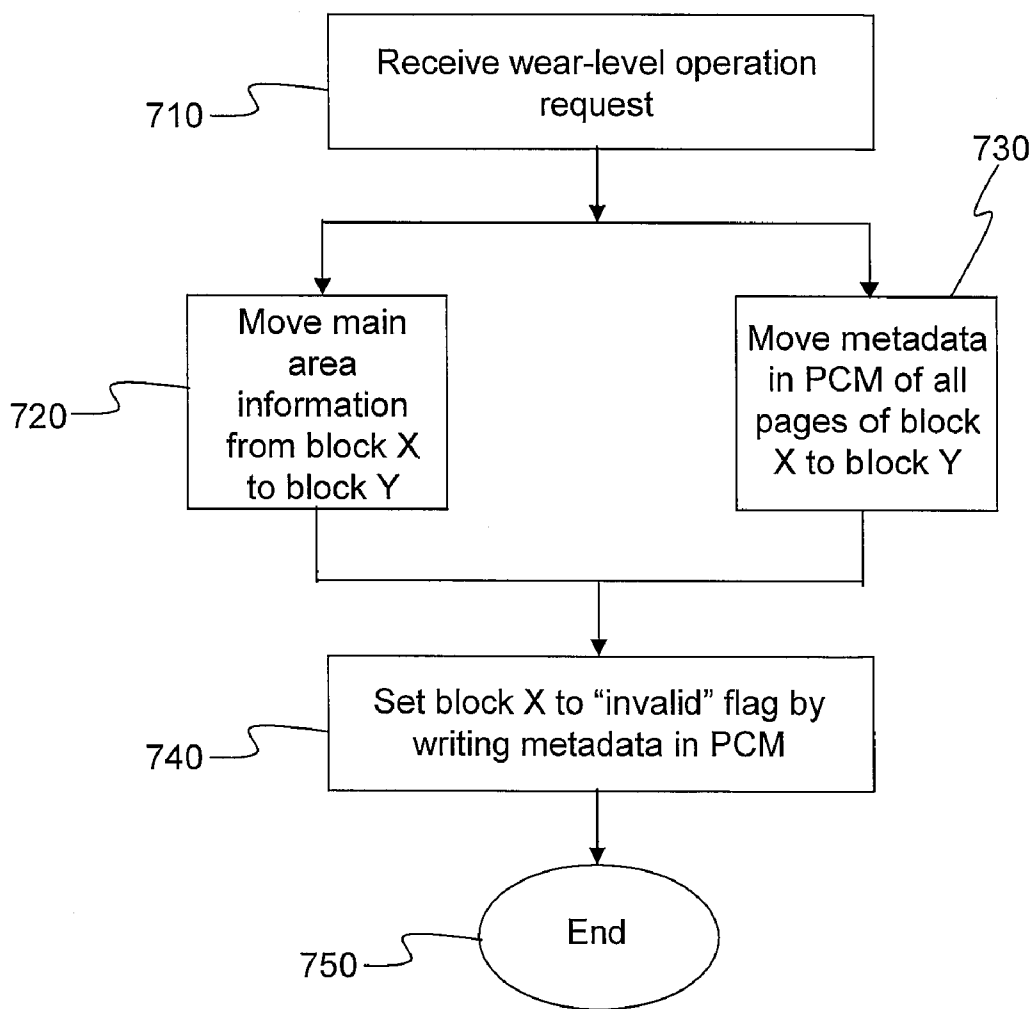 Receive wear-level operation
request
710
730
Move main
area
information
from block X
to block Y
720
Move metadata
in PCM of all
pages of block
X to block Y
Set block X to “invalid” flag by
writing metadata in PCM
740
End
750